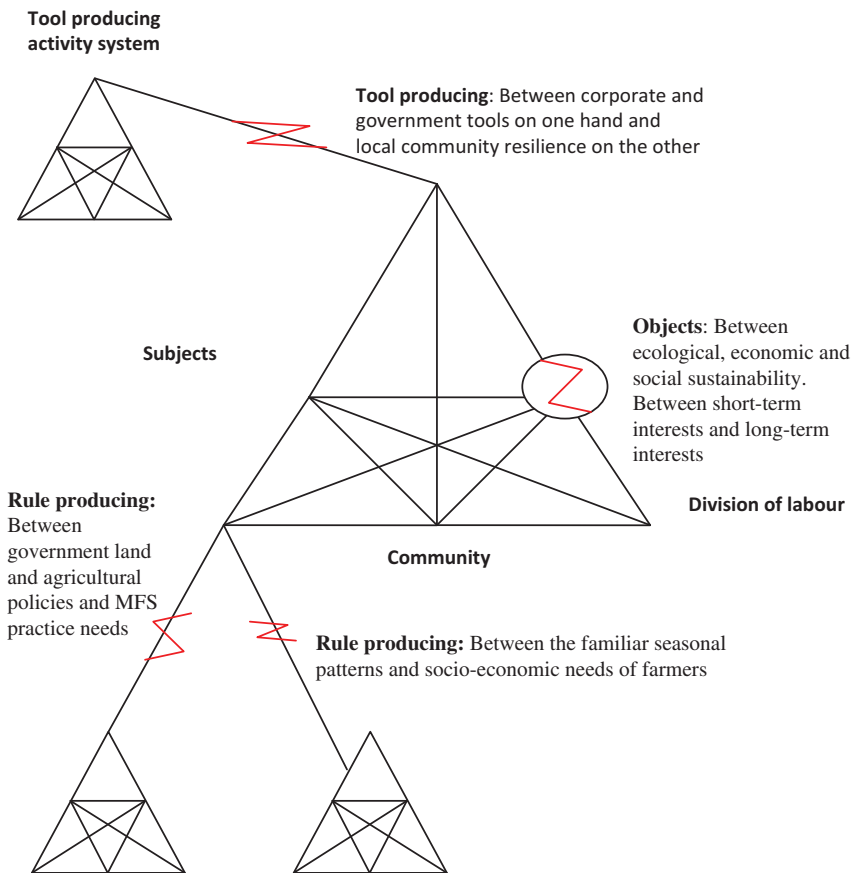 Tool producing
activity system
Tool producing: Between corporate and
government tools on one hand and
local community resilience on the other
Subjects
Objects: Between
ecological, economic and
social sustainability.
Between short-term
interests and long-term
interests
Rule producing:
Between
government land
and agricultural
policies and MFS
practice needs
Division of labour
Community
Rule producing: Between the familiar seasonal
patterns and socio-economic needs of farmers